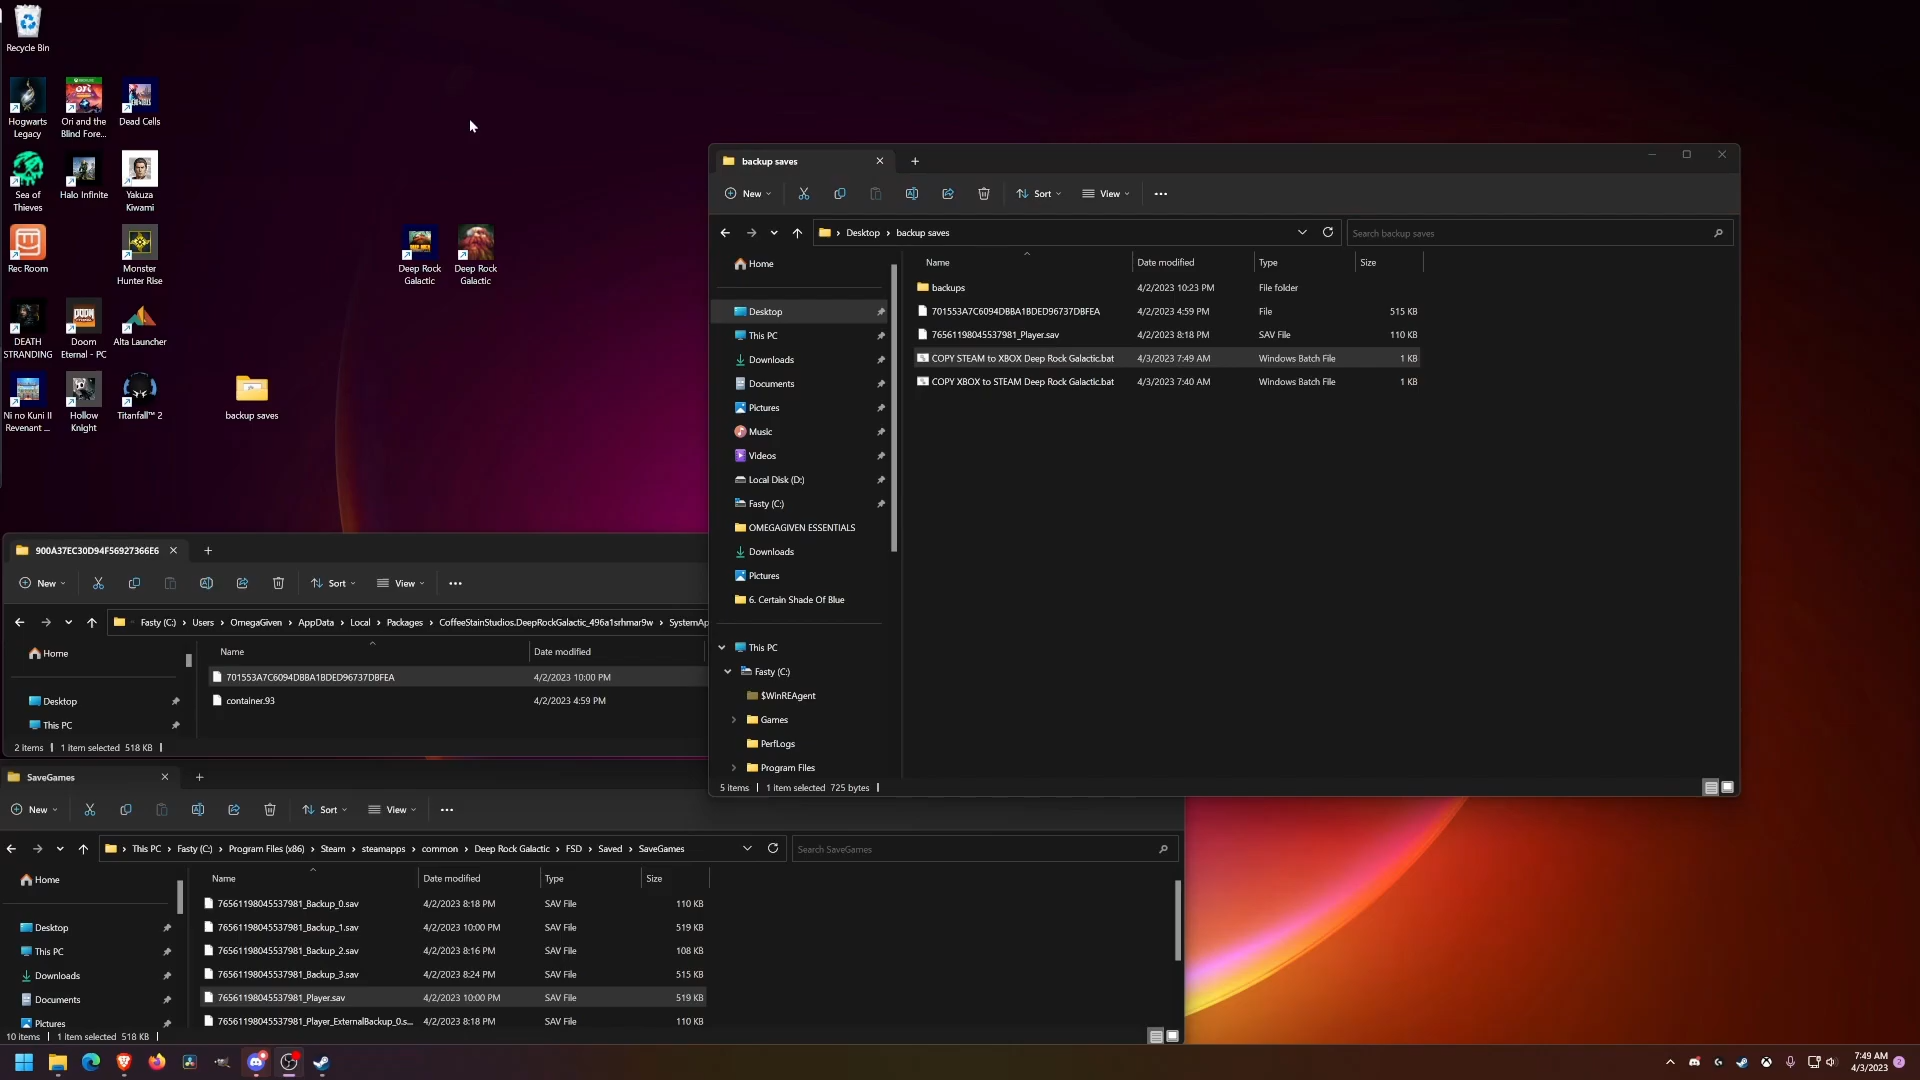 Recycle Bin
Hogwarts
Legacy
Ori and the
Blind Fore...
Dead Cells
Sea of
Thieves
Halo Infinite
Yakuza
Kiwami
Rec Room
Monster
Hunter Rise
Deep Rock
Galactic
Deep Rock
Galactic
DEATH
STRANDING
Doom
Eternal - PC
Alta Launcher
Ni no Kuni II
Revenant ...
Hollow
Knight
Titanfall™ 2
backup saves
backup saves
New
Sort
View
Desktop
backup saves
Search backup saves
Home
Desktop
This PC
Downloads
Documents
Pictures
Music
Videos
Local Disk (D:)
Fasty (C:)
OMEGAGIVEN ESSENTIALS
Downloads
Pictures
6. Certain Shade Of Blue
This PC
Fasty (C:)
$WinREAgent
Games
PerfLogs
Program Files
Name Date modified Type Size
backups 4/2/2023 10:23 PM File folder
701553A7C6094DBBA1BDED96737DBFEA 4/2/2023 4:59 PM File 515 KB
76561198045537981_Player.sav 4/2/2023 8:18 PM SAV File 110 KB
COPY STEAM to XBOX Deep Rock Galactic.bat 4/3/2023 7:49 AM Windows Batch File 1 KB
COPY XBOX to STEAM Deep Rock Galactic.bat 4/3/2023 7:40 AM Windows Batch File 1 KB
5 items 1 item selected 725 bytes
900A37EC30D94F56927366E6
New
Sort
View
Fasty (C:) Users OmegaGiven AppData Local Packages CoffeeStainStudios.DeepRockGalactic_496a1srhmar9w SystemAp
Home
Desktop
This PC
Name Date modified
701553A7C6094DBBA1BDED96737DBFEA 4/2/2023 10:00 PM
container.93 4/2/2023 4:59 PM
2 items 1 item selected 518 KB
SaveGames
New
Sort
View
This PC Fasty (C:) Program Files (x86) Steam steamapps common Deep Rock Galactic FSD Saved SaveGames
Search SaveGames
Home
Desktop
This PC
Downloads
Documents
Pictures
Name Date modified Type Size
76561198045537981_Backup_0.sav 4/2/2023 8:18 PM SAV File 110 KB
76561198045537981_Backup_1.sav 4/2/2023 10:00 PM SAV File 519 KB
76561198045537981_Backup_2.sav 4/2/2023 8:16 PM SAV File 108 KB
76561198045537981_Backup_3.sav 4/2/2023 8:24 PM SAV File 515 KB
76561198045537981_Player.sav 4/2/2023 10:00 PM SAV File 519 KB
76561198045537981_Player_ExternalBackup_0.s... 4/2/2023 8:18 PM SAV File 110 KB
10 items 1 item selected 518 KB
7:49 AM
4/3/2023
2